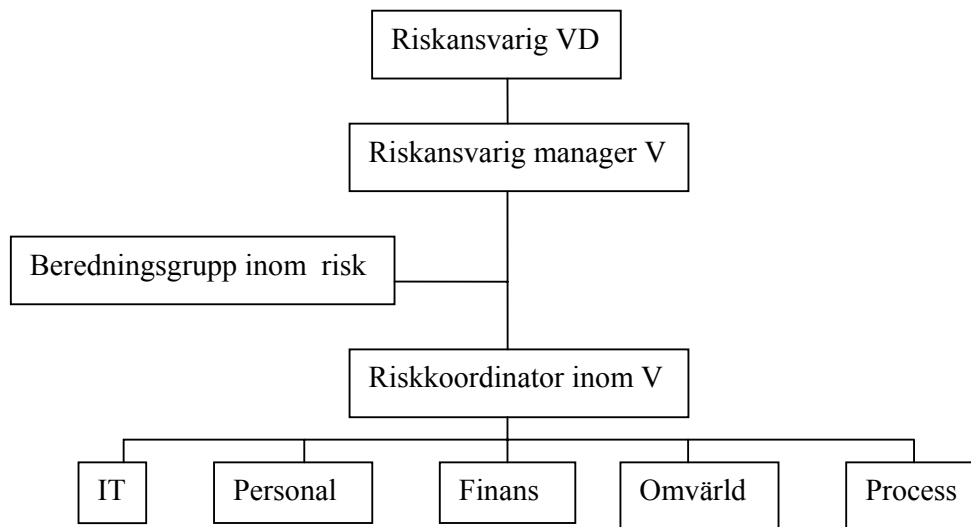 Riskansvarig VD
Riskansvarig manager V
Beredningsgrupp inom risk
Riskkoordinator inom V
IT
Personal
Finans
Omvärld
Process